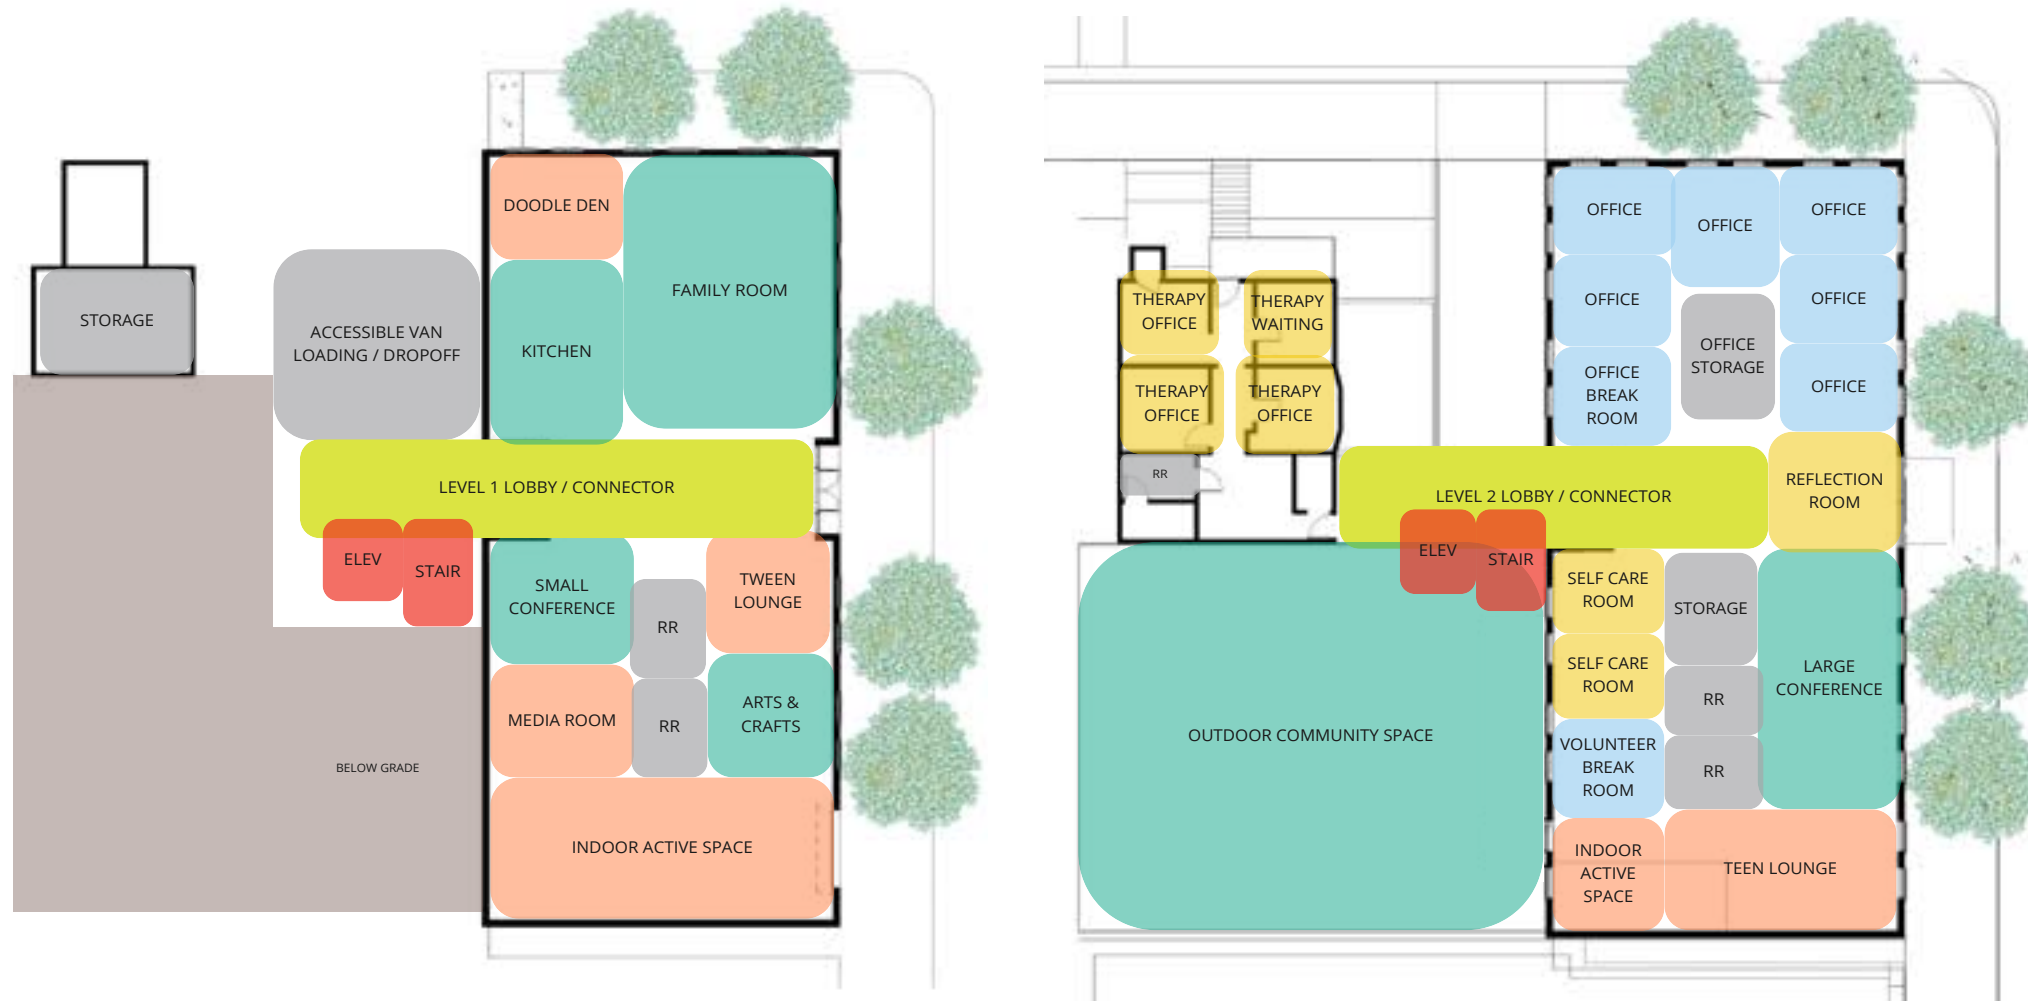 DOODLE DEN
FAMILY ROOM
STORAGE
ACCESSIBLE VAN
LOADING / DROPOFF
KITCHEN
LEVEL 1 LOBBY / CONNECTOR
ELEV
STAIR
SMALL
CONFERENCE
TWEEN
LOUNGE
RR
MEDIA ROOM
RR
ARTS &
CRAFTS
BELOW GRADE
INDOOR ACTIVE SPACE
OFFICE
OFFICE
OFFICE
THERAPY
OFFICE
THERAPY
WAITING
OFFICE
OFFICE
OFFICE
STORAGE
THERAPY
OFFICE
THERAPY
OFFICE
OFFICE
BREAK
ROOM
OFFICE
RR
LEVEL 2 LOBBY / CONNECTOR
REFLECTION
ROOM
ELEV
STAIR
SELF CARE
ROOM
STORAGE
SELF CARE
ROOM
RR
LARGE
CONFERENCE
OUTDOOR COMMUNITY SPACE
VOLUNTEER
BREAK
ROOM
RR
INDOOR
ACTIVE
SPACE
TEEN LOUNGE